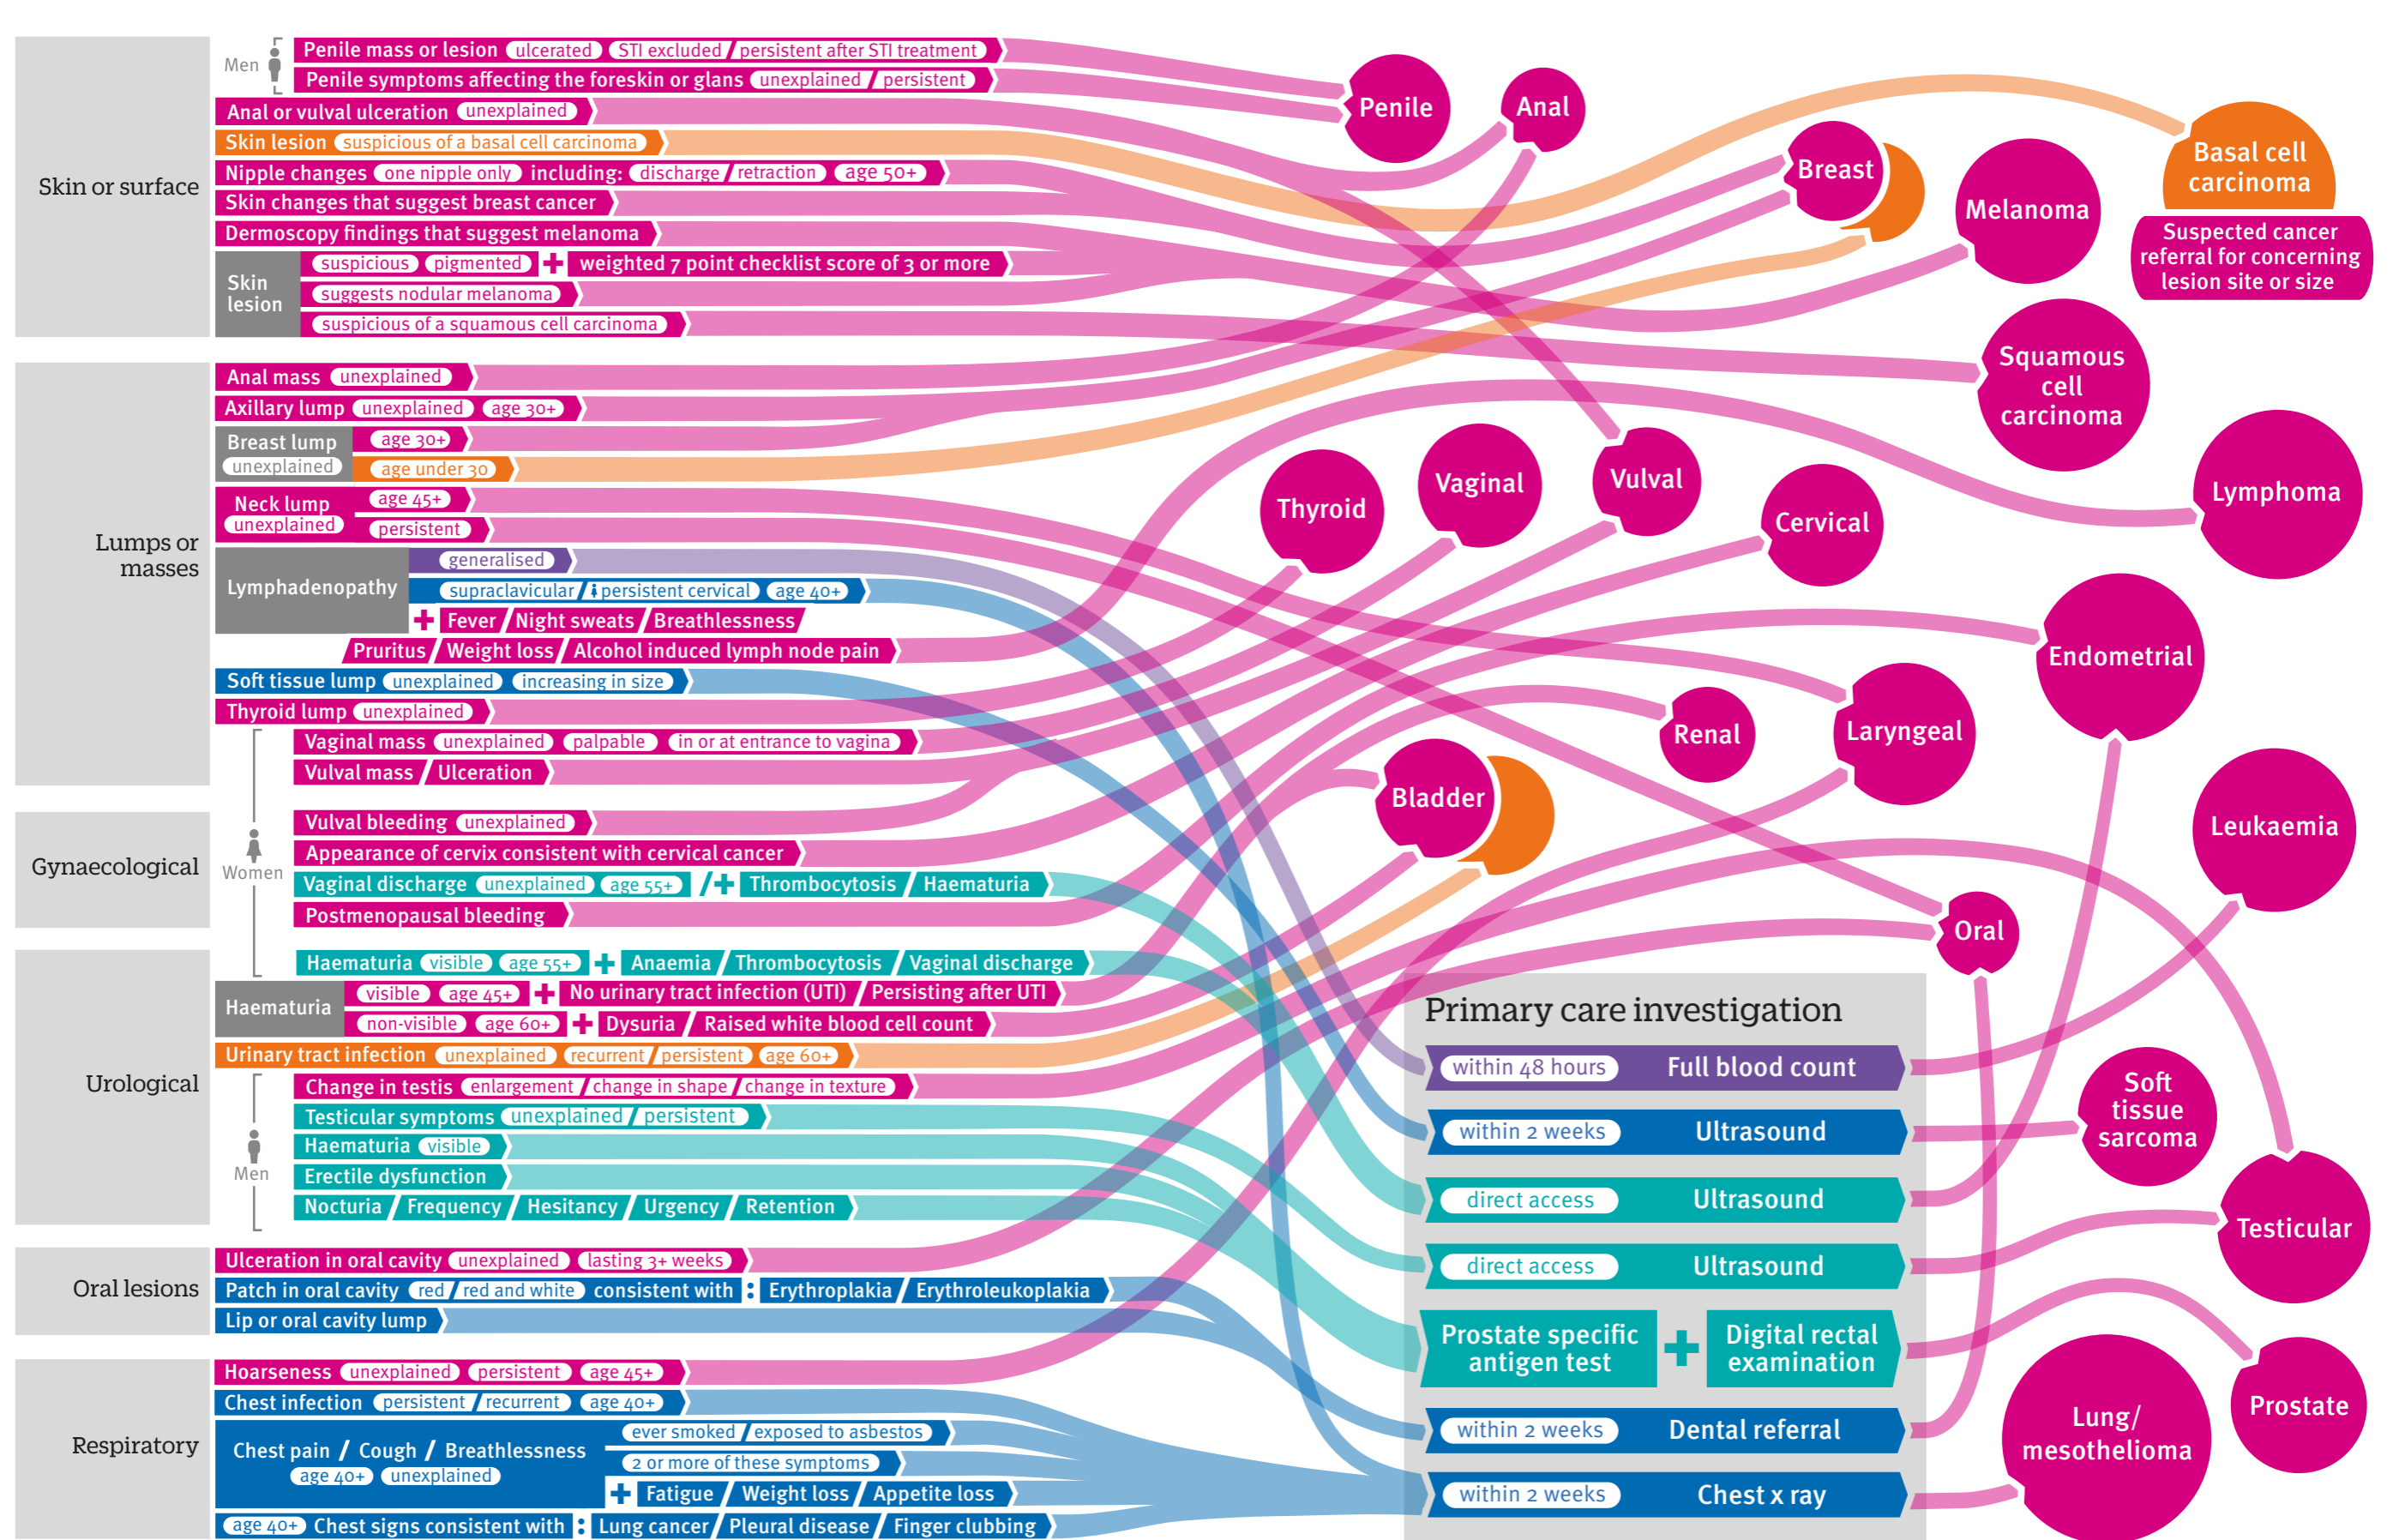 Skin or surface
Men
Penile mass or lesion ulcerated STI excluded / persistent after STI treatment
Penile symptoms affecting the foreskin or glans unexplained / persistent
Anal or vulval ulceration unexplained
Skin lesion suspicious of a basal cell carcinoma
Nipple changes one nipple only including: discharge / retraction age 50+
Skin changes that suggest breast cancer
Dermoscopy findings that suggest melanoma
Skin
lesion
suspicious pigmented + weighted 7 point checklist score of 3 or more
suggests nodular melanoma
suspicious of a squamous cell carcinoma
Lumps or
masses
Anal mass unexplained
Axillary lump unexplained age 30+
Breast lump
unexplained
age 30+
age under 30
Neck lump
unexplained
age 45+
persistent
Lymphadenopathy
generalised
supraclavicular / persistent cervical age 40+
+ Fever / Night sweats / Breathlessness
Pruritus / Weight loss / Alcohol induced lymph node pain
Soft tissue lump unexplained increasing in size
Thyroid lump unexplained
Vaginal mass unexplained palpable in or at entrance to vagina
Vulval mass / Ulceration
Gynaecological
Women
Vulval bleeding unexplained
Appearance of cervix consistent with cervical cancer
Vaginal discharge unexplained age 55+ /+ Thrombocytosis / Haematuria
Postmenopausal bleeding
Urological
Haematuria visible age 55+ + Anaemia / Thrombocytosis / Vaginal discharge
Haematuria
visible age 45+ + No urinary tract infection (UTI) / Persisting after UTI
non-visible age 60+ + Dysuria / Raised white blood cell count
Urinary tract infection unexplained recurrent / persistent age 60+
Men
Change in testis enlargement / change in shape / change in texture
Testicular symptoms unexplained / persistent
Haematuria visible
Erectile dysfunction
Nocturia / Frequency / Hesitancy / Urgency / Retention
Oral lesions
Ulceration in oral cavity unexplained lasting 3+ weeks
Patch in oral cavity red / red and white consistent with : Erythroplakia / Erythroleukoplakia
Lip or oral cavity lump
Respiratory
Hoarseness unexplained persistent age 45+
Chest infection persistent / recurrent age 40+
Chest pain / Cough / Breathlessness
age 40+ unexplained
ever smoked / exposed to asbestos
2 or more of these symptoms
+ Fatigue / Weight loss / Appetite loss
age 40+ Chest signs consistent with : Lung cancer / Pleural disease / Finger clubbing
Penile
Anal
Breast
Melanoma
Basal cell
carcinoma
Suspected cancer
referral for concerning
lesion site or size
Squamous
cell
carcinoma
Lymphoma
Thyroid
Vaginal
Vulval
Cervical
Endometrial
Renal
Laryngeal
Bladder
Leukaemia
Oral
Primary care investigation
within 48 hours Full blood count
within 2 weeks Ultrasound
direct access Ultrasound
direct access Ultrasound
Prostate specific
antigen test
+
Digital rectal
examination
within 2 weeks Dental referral
within 2 weeks Chest x ray
Soft
tissue
sarcoma
Testicular
Prostate
Lung/
mesothelioma